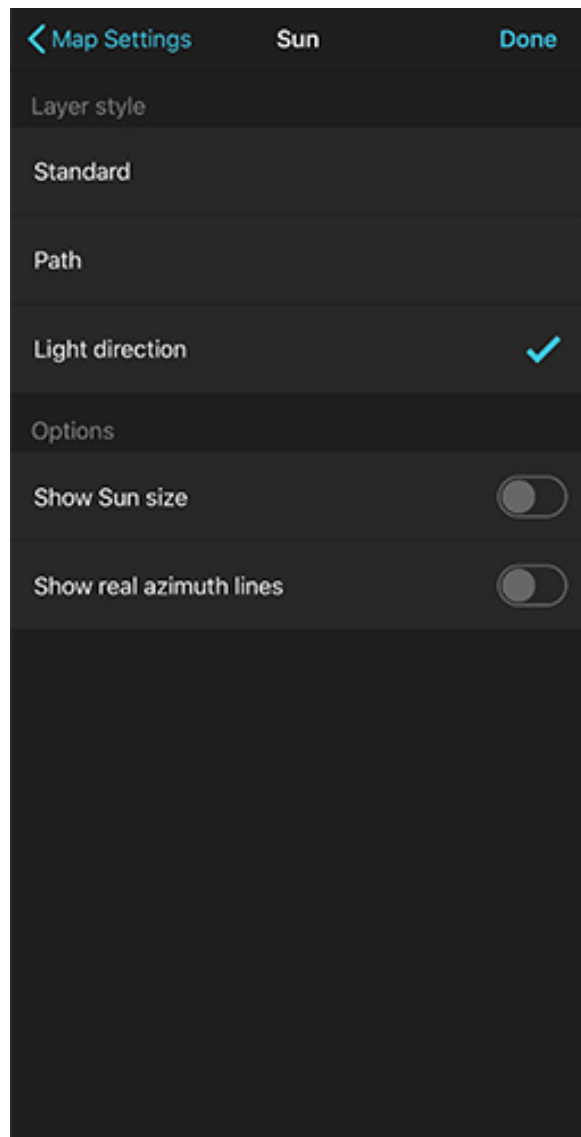 Map Settings Sun Done
Layer style
Standard
Path
Light direction
Options
Show Sun size
Show real azimuth lines